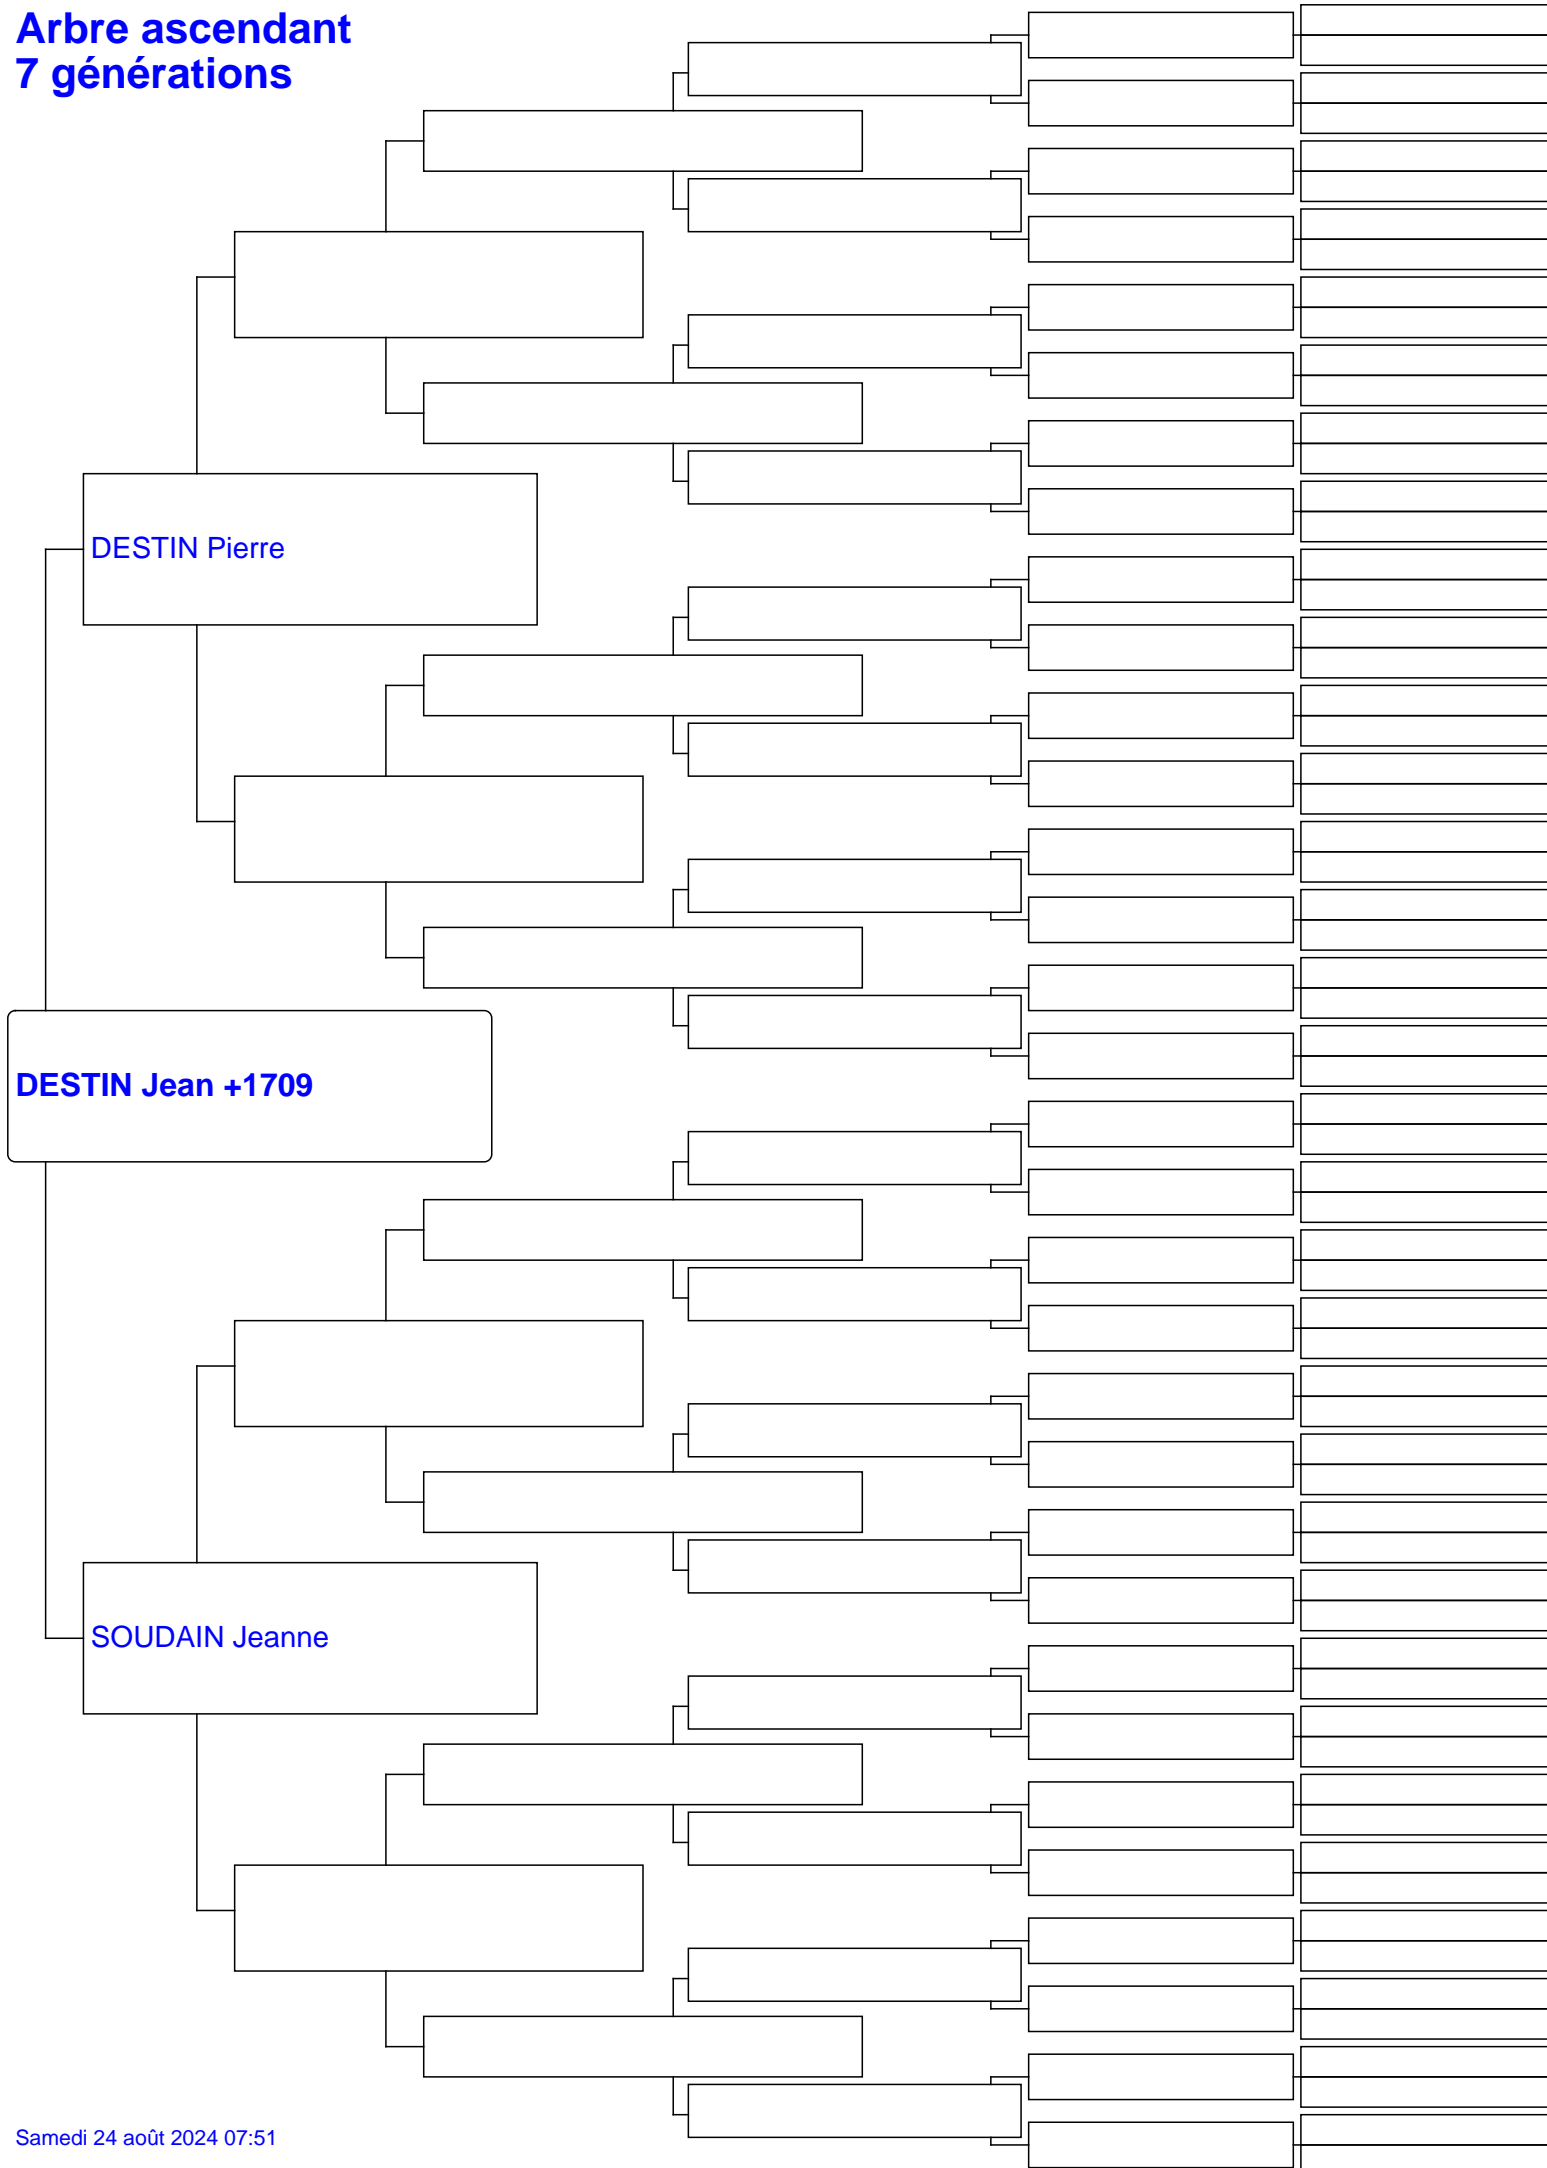 Arbre ascendant
7 générations
DESTIN Pierre
DESTIN Jean +1709
SOUDAIN Jeanne
Samedi 24 août 2024 07:51